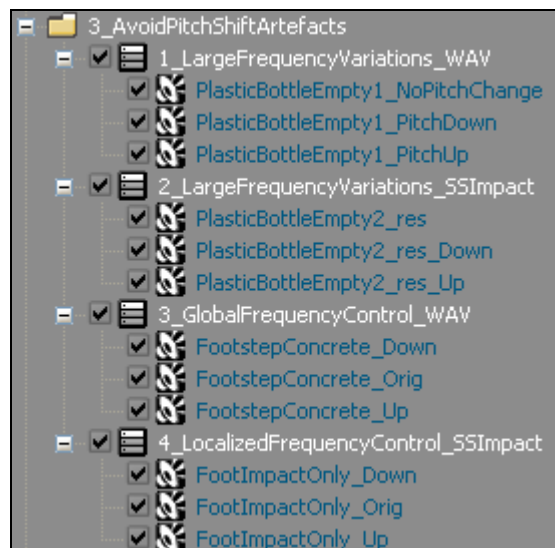 3_AvoidPitchShiftArtefacts
1_LargeFrequencyVariations_WAV
PlasticBottleEmpty1_NoPitchChange
PlasticBottleEmpty1_PitchDown
PlasticBottleEmpty1_PitchUp
2_LargeFrequencyVariations_SSImpact
PlasticBottleEmpty2_res
PlasticBottleEmpty2_res_Down
PlasticBottleEmpty2_res_Up
3_GlobalFrequencyControl_WAV
FootstepConcrete_Down
FootstepConcrete_Orig
FootstepConcrete_Up
4_LocalizedFrequencyControl_SSImpact
FootImpactOnly_Down
FootImpactOnly_Orig
FootImpactOnly_Up